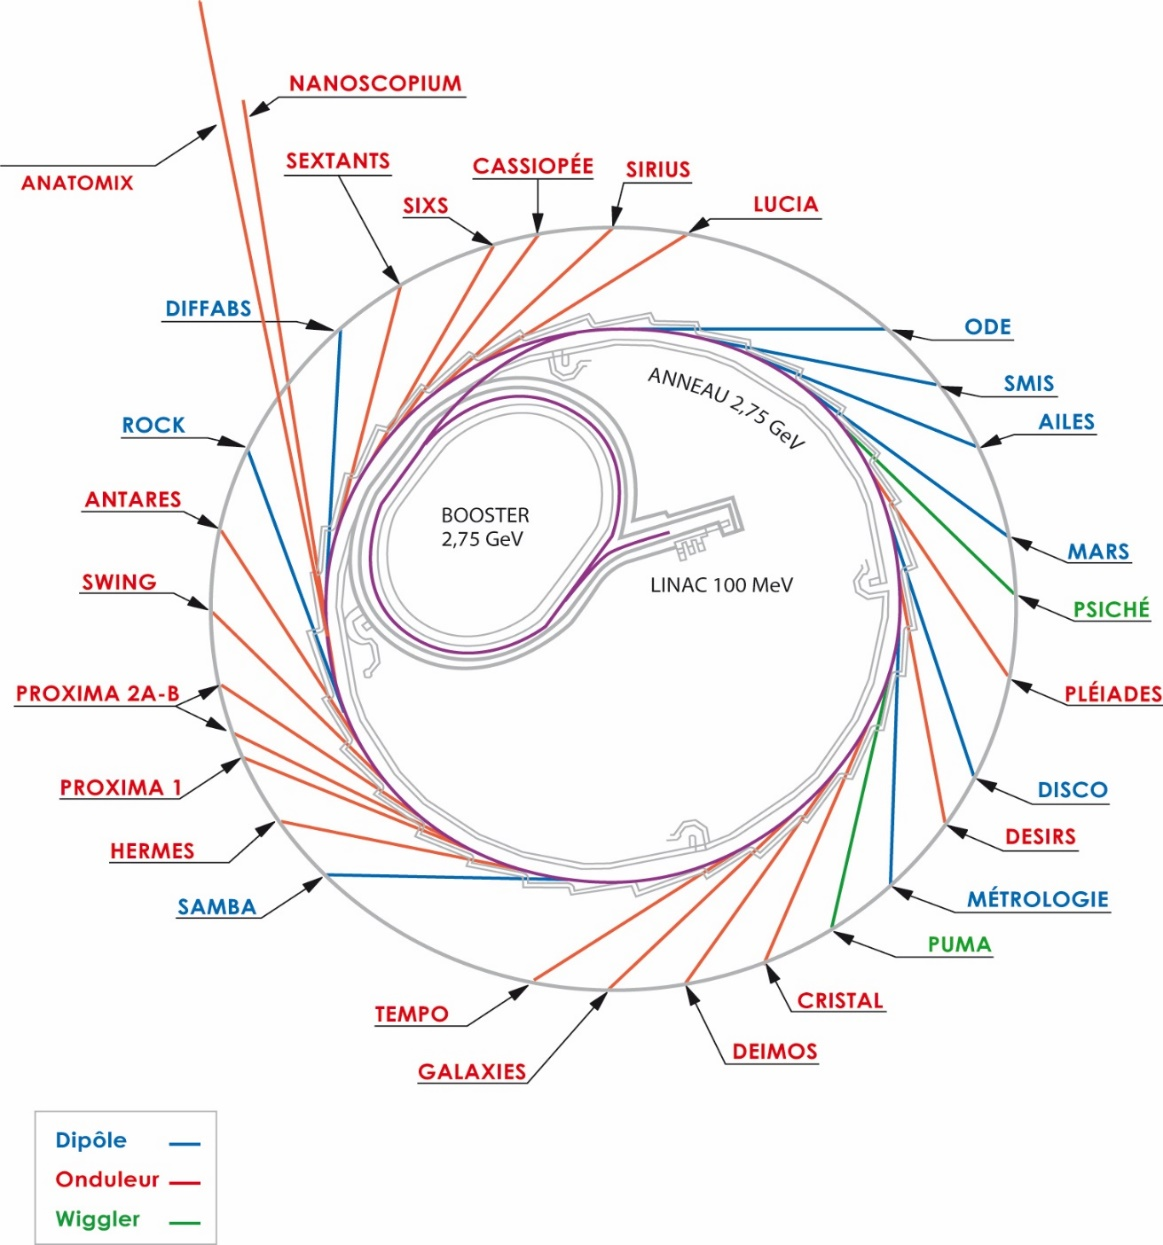 NANOSCOPIUM
ANATOMIX
SEXTANTS
CASSIOPÉE
SIRIUS
SIXS
LUCIA
DIFFABS
ODE
ANNEAU 2,75 GeV
SMIS
ROCK
AILES
ANTARES
BOOSTER
2,75 GeV
MARS
SWING
LINAC 100 MeV
PSICHÉ
PROXIMA 2A-B
PLÉIADES
PROXIMA 1
DISCO
HERMES
DESIRS
SAMBA
MÉTROLOGIE
PUMA
CRISTAL
TEMPO
DEIMOS
GALAXIES
Dipôle
Onduleur
Wiggler